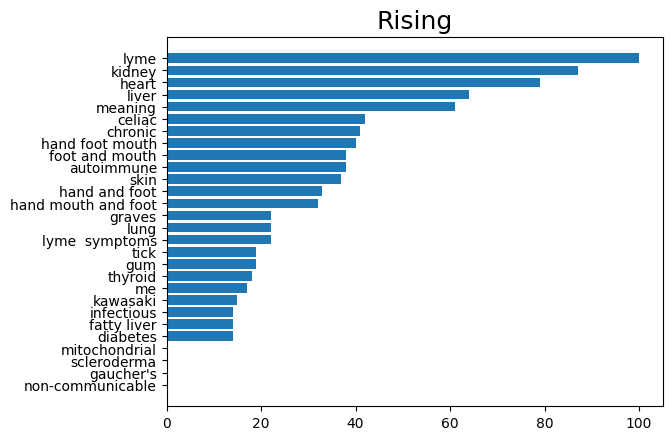 Rising
lyme
kidney
heart
liver
meaning
celiac
chronic
hand foot mouth
foot and mouth
autoimmune
skin
hand and foot
hand mouth and foot
graves
lung
lyme  symptoms
tick
gum
thyroid
me
kawasaki
infectious
fatty liver
diabetes
mitochondrial
scleroderma
gaucher's
non-communicable
0 20 40 60 80 100